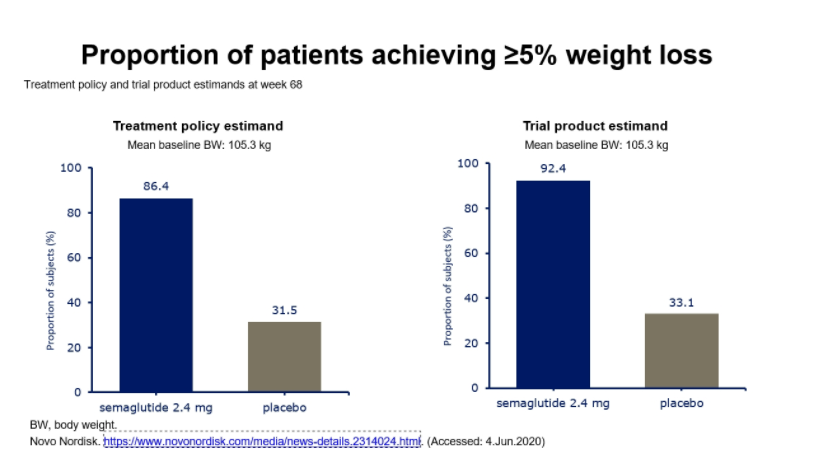 Proportion of patients achieving ≥5% weight loss
Treatment policy and trial product estimands at week 68
Treatment policy estimand
Mean baseline BW: 105.3 kg
Proportion of subjects (%)
100
80
60
40
20
0
86.4
31.5
semaglutide 2.4 mg
placebo
Trial product estimand
Mean baseline BW: 105.3 kg
Proportion of subjects (%)
100
80
60
40
20
0
92.4
33.1
semaglutide 2.4 mg
placebo
BW, body weight.
Novo Nordisk. https://www.novonordisk.com/media/news-details.2314024.html. (Accessed: 4.Jun.2020)